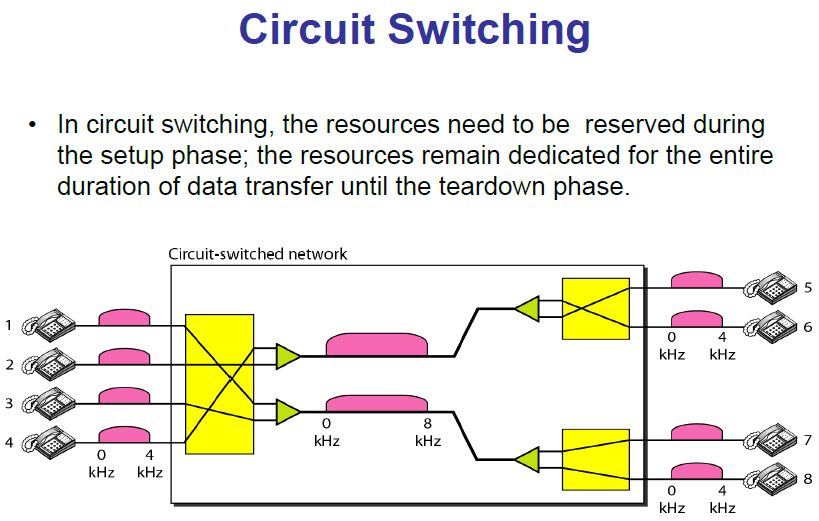 Circuit Switching
• In circuit switching, the resources need to be  reserved during
the setup phase; the resources remain dedicated for the entire
duration of data transfer until the teardown phase.
Circuit-switched network
1
2
3
4
0 4
kHz kHz
0 8
kHz kHz
5
6
0 4
kHz kHz
7
8
0 4
kHz kHz